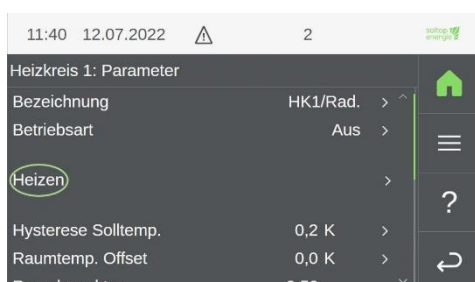 11:40 12.07.2022 2
soltop
energie
Heizkreis 1: Parameter
Bezeichnung HK1/Rad. >
Betriebsart Aus >
Heizen >
?
Hysterese Solltemp. 0,2 K >
Raumtemp. Offset 0,0 K >